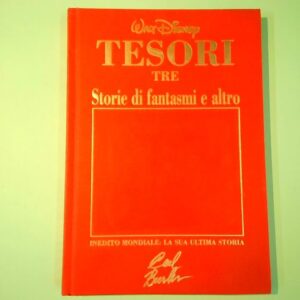 Walt Disney
TESORI
TRE
Storie di fantasmi e altro
INEDITO MONDIALE: LA SUA ULTIMA STORIA
Carl
Barks